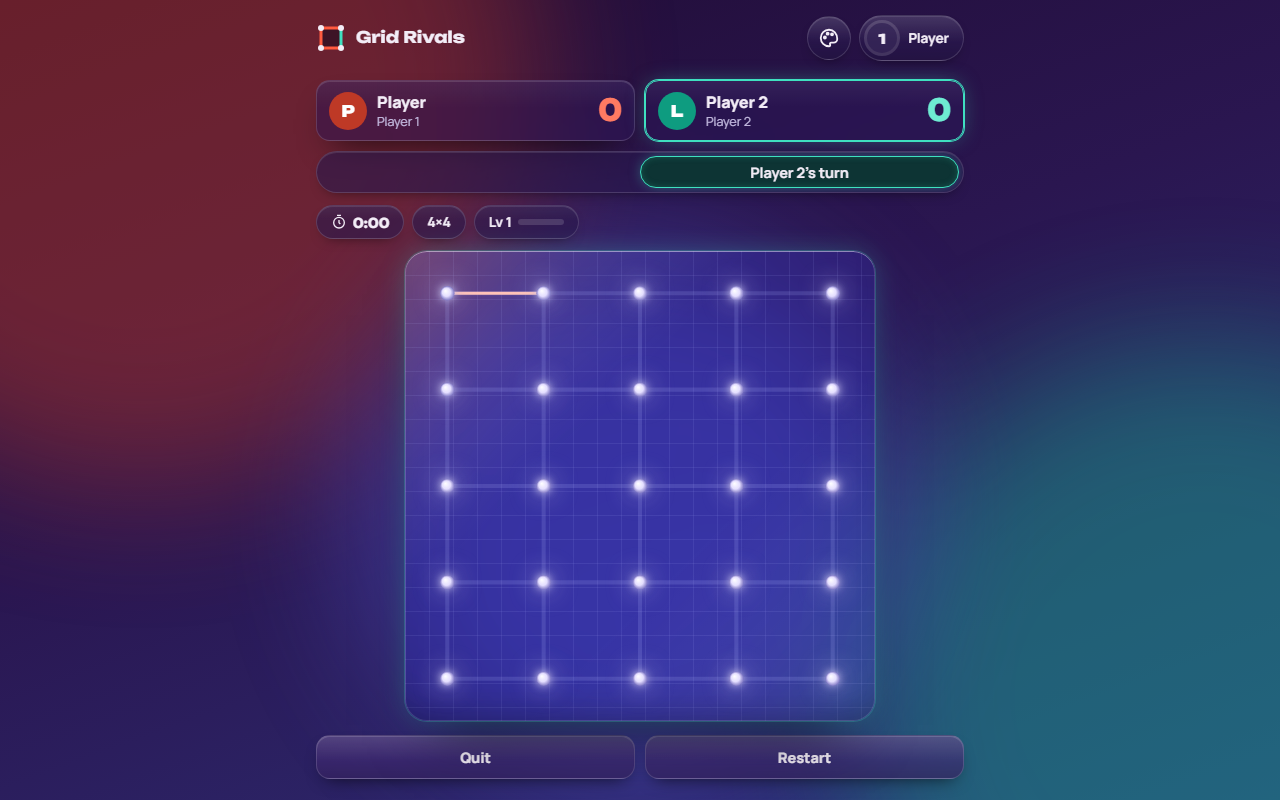 Grid Rivals
1 Player
P Player 0
Player 1
L Player 2 0
Player 2
Player 2's turn
0:00 4×4 Lv 1
Quit Restart